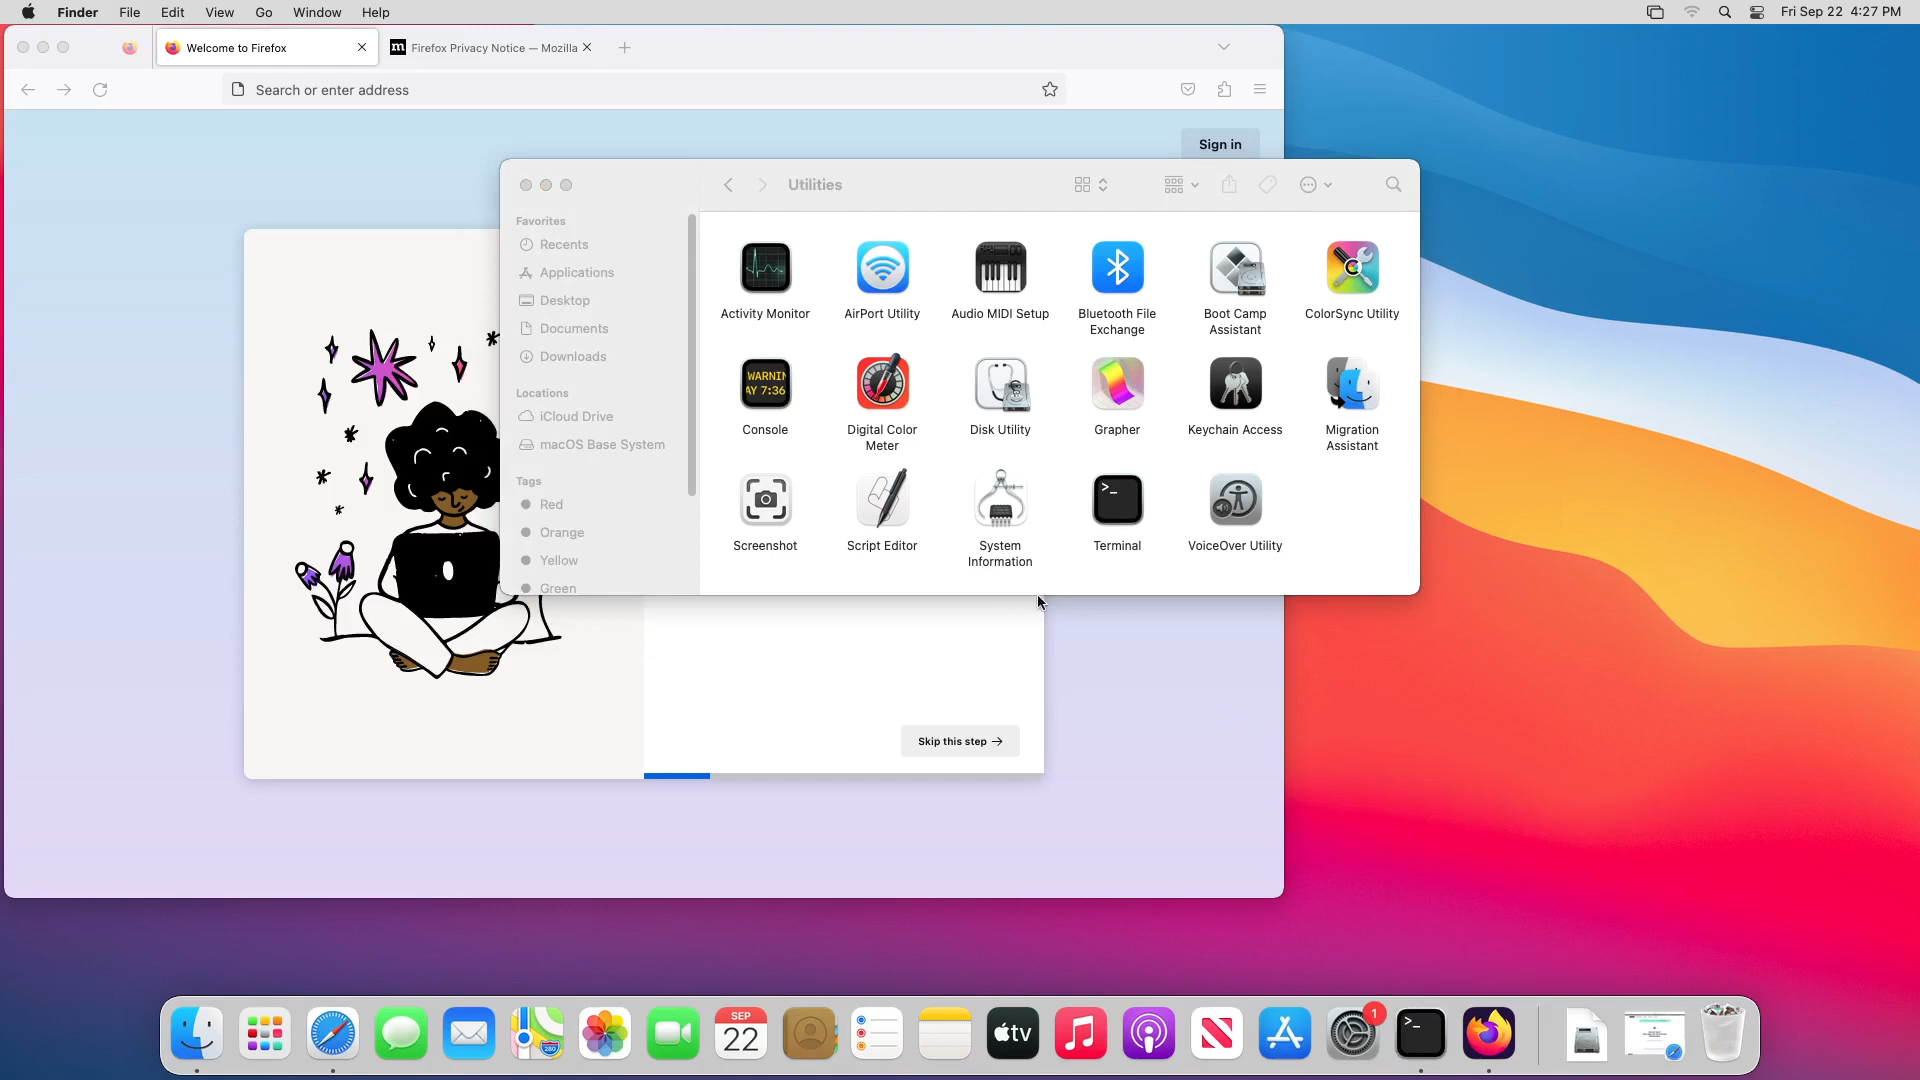 Finder File Edit View Go Window Help
Fri Sep 22 4:27 PM
Welcome to Firefox
Firefox Privacy Notice — Mozilla
Search or enter address
Sign in
Utilities
Favorites
Recents
Applications
Desktop
Documents
Downloads
Locations
iCloud Drive
macOS Base System
Tags
Red
Orange
Yellow
Green
Activity Monitor
AirPort Utility
Audio MIDI Setup
Bluetooth File
Exchange
Boot Camp
Assistant
ColorSync Utility
WARNIN
AY 7:36
Console
Digital Color
Meter
Disk Utility
Grapher
Keychain Access
Migration
Assistant
Screenshot
Script Editor
System
Information
Terminal
VoiceOver Utility
Skip this step →
280
SEP
22
tv
1